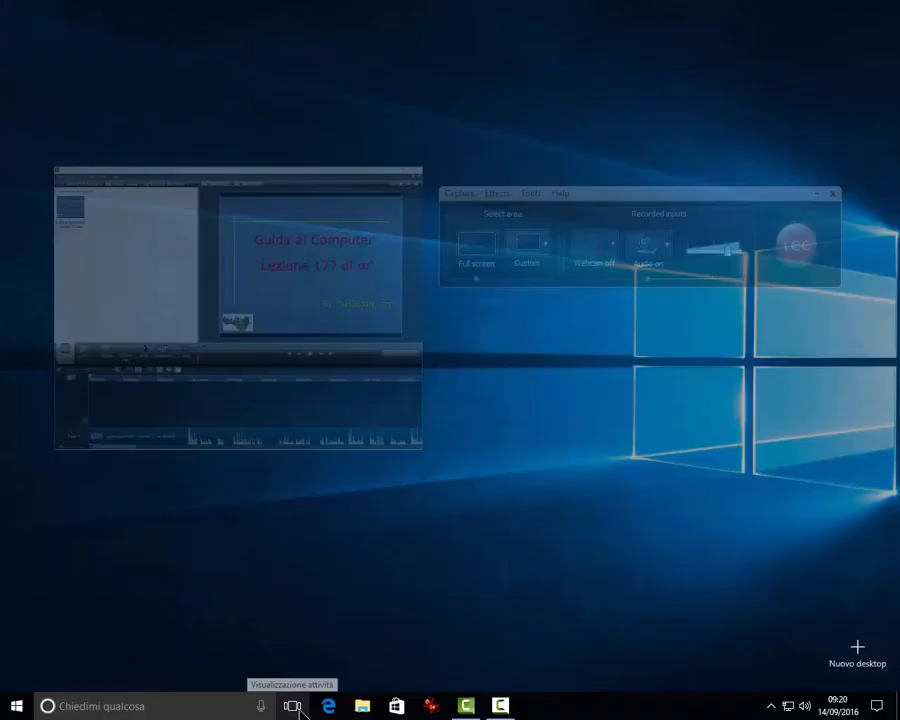 Capture Effects Tools Help
Select area
Recorded inputs
Full screen
Custom
Webcam off
Audio on
rec
Guida al Computer
"Lezione 177 di ∞"
Nuovo desktop
Visualizzazione attività
Chiedimi qualcosa
09:20
14/09/2016